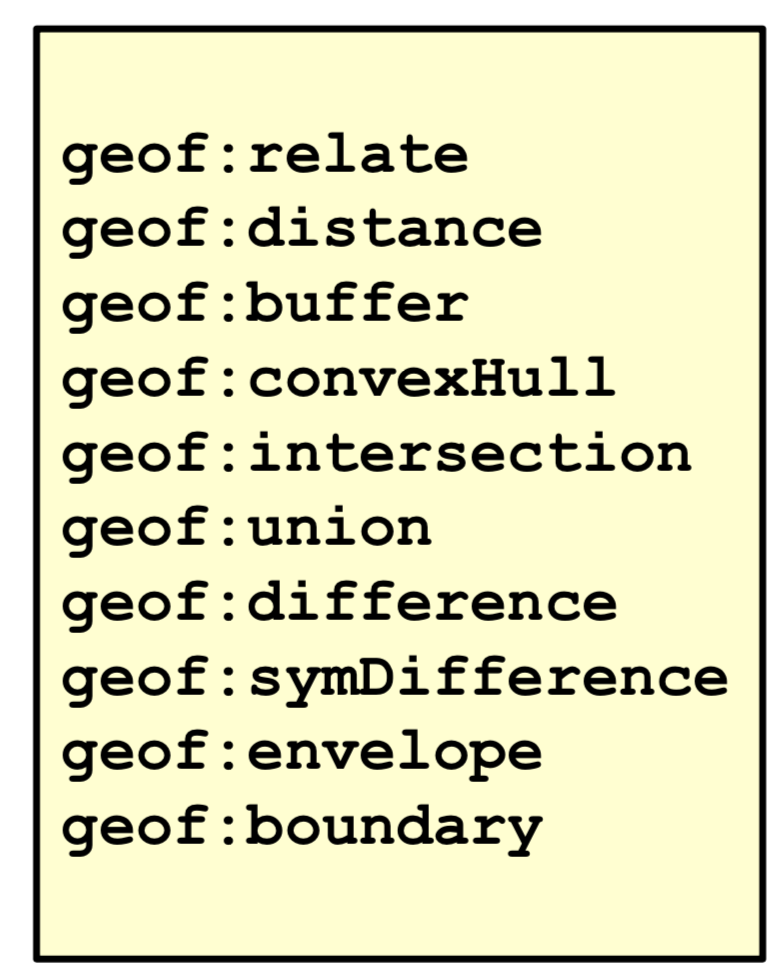 geof:relate
geof:distance
geof:buffer
geof:convexHull
geof:intersection
geof:union
geof:difference
geof:symDifference
geof:envelope
geof:boundary